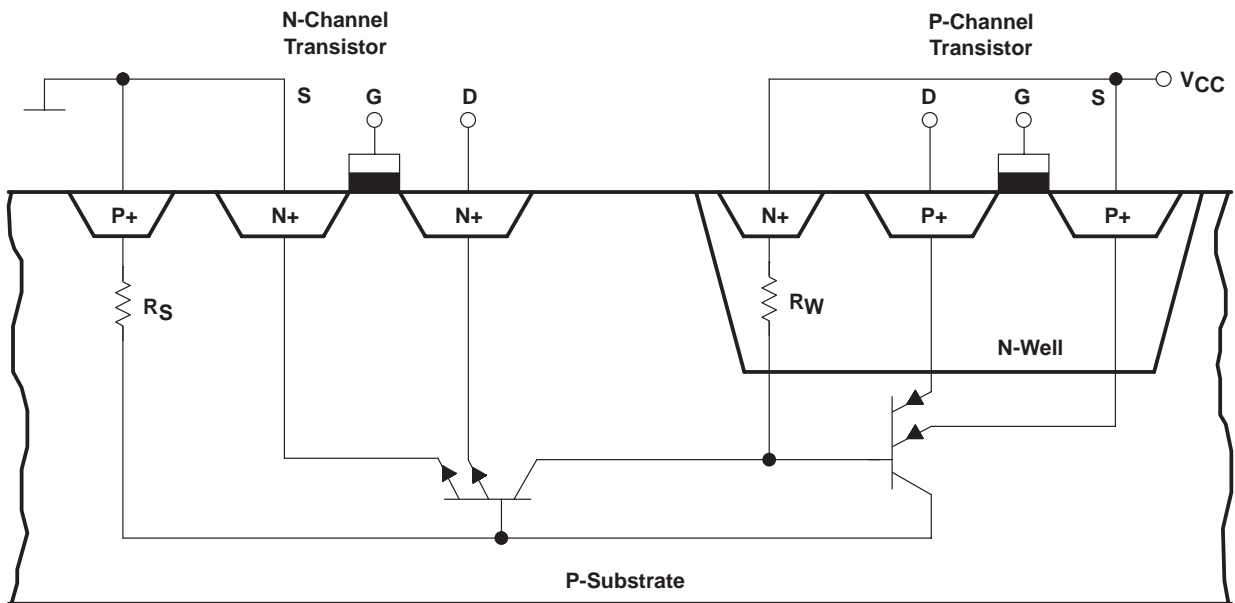 N-Channel
Transistor
P-Channel
Transistor
S
G
D
D
G
S
VCC
P+
N+
N+
N+
P+
P+
RS
RW
N-Well
P-Substrate